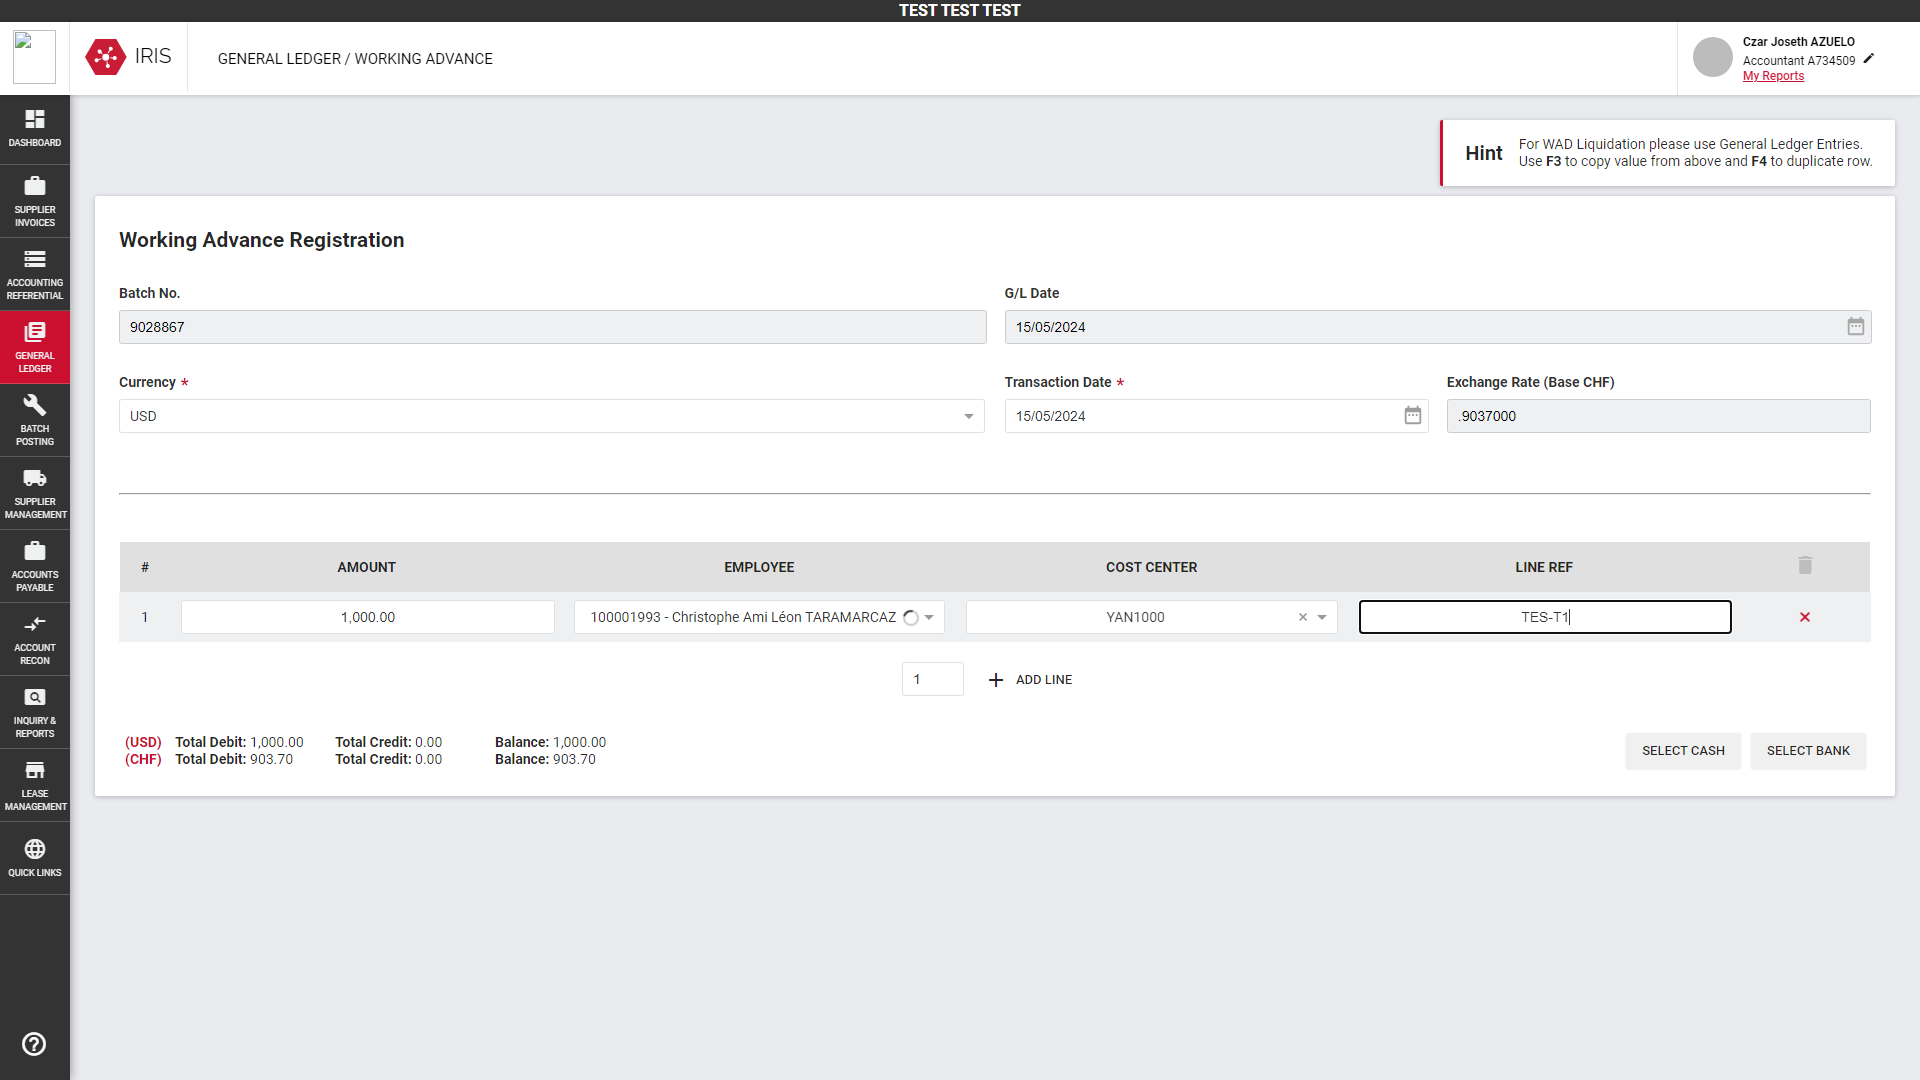 TEST TEST TEST
IRIS
GENERAL LEDGER / WORKING ADVANCE
Czar Joseth AZUELO
Accountant A734509
My Reports
DASHBOARD
SUPPLIER
INVOICES
ACCOUNTING
REFERENTIAL
GENERAL
LEDGER
BATCH
POSTING
SUPPLIER
MANAGEMENT
ACCOUNTS
PAYABLE
ACCOUNT
RECON
INQUIRY &
REPORTS
LEASE
MANAGEMENT
QUICK LINKS
Hint
For WAD Liquidation please use General Ledger Entries.
Use F3 to copy value from above and F4 to duplicate row.
Working Advance Registration
Batch No.
9028867
G/L Date
15/05/2024
Currency *
USD
Transaction Date *
15/05/2024
Exchange Rate (Base CHF)
.9037000
# AMOUNT EMPLOYEE COST CENTER LINE REF
1 1,000.00 100001993 - Christophe Ami Léon TARAMARCAZ YAN1000 TES-T1
1 ADD LINE
(USD) Total Debit: 1,000.00 Total Credit: 0.00 Balance: 1,000.00
(CHF) Total Debit: 903.70 Total Credit: 0.00 Balance: 903.70
SELECT CASH SELECT BANK